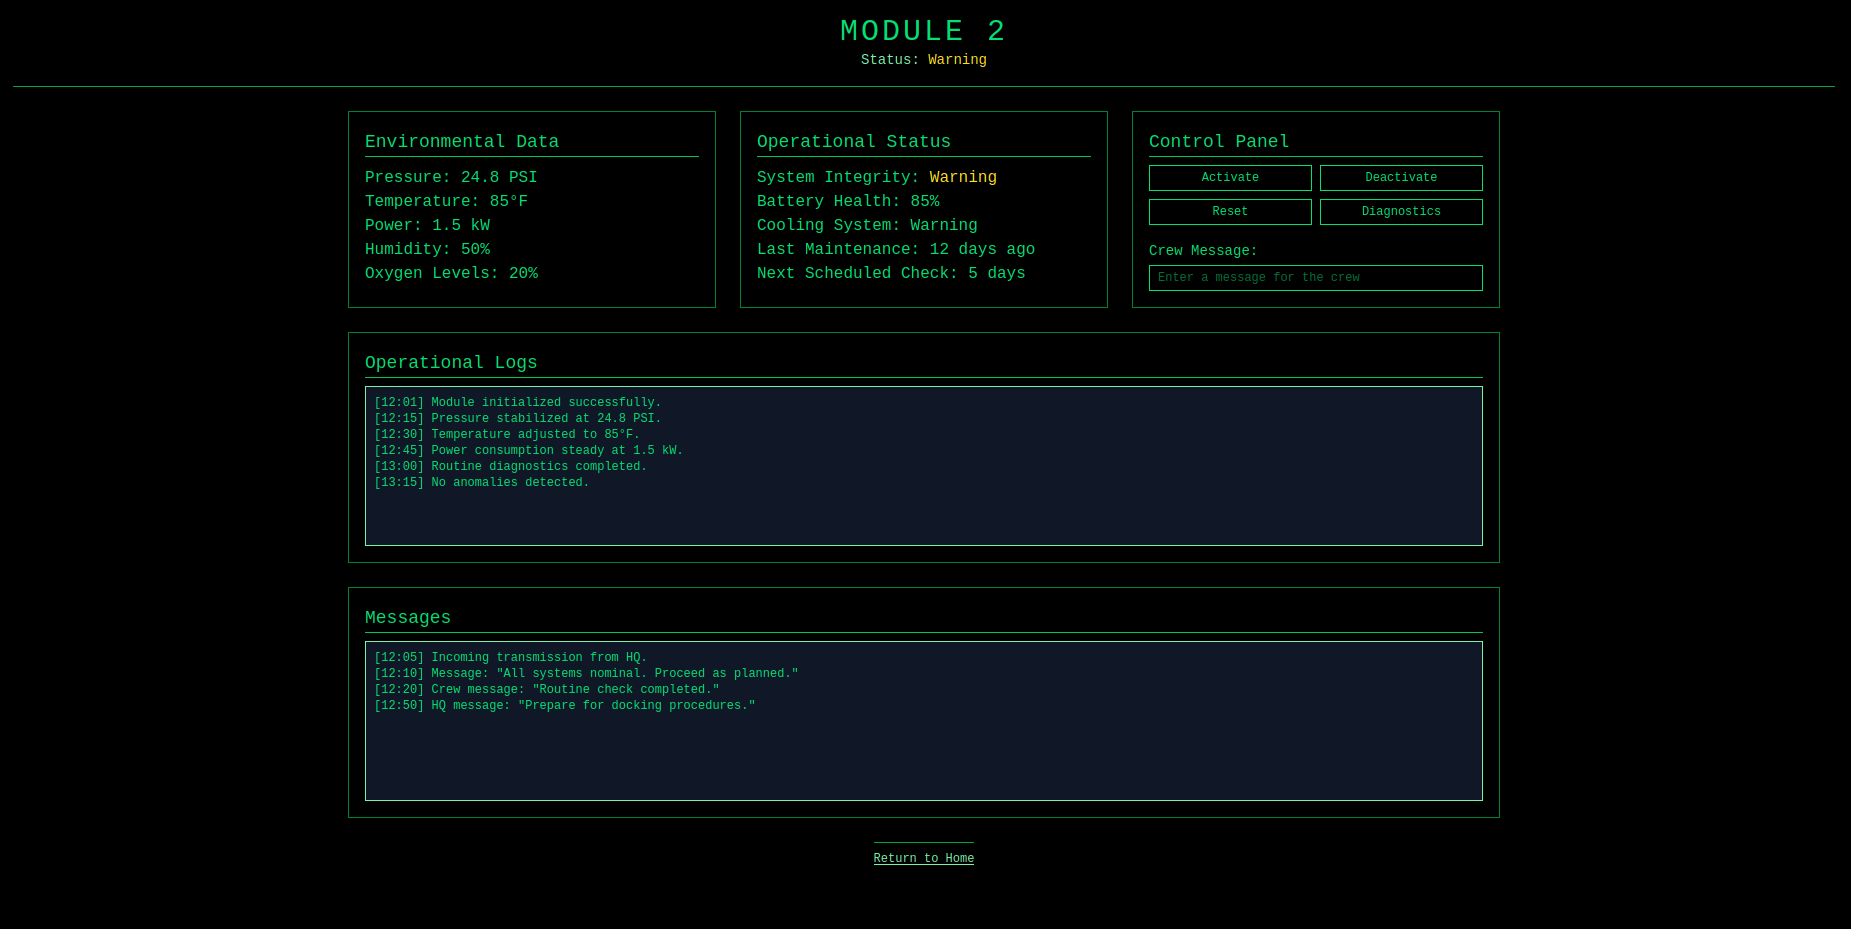 MODULE 2
Status: Warning
Environmental Data
Pressure: 24.8 PSI
Temperature: 85°F
Power: 1.5 kW
Humidity: 50%
Oxygen Levels: 20%
Operational Status
System Integrity: Warning
Battery Health: 85%
Cooling System: Warning
Last Maintenance: 12 days ago
Next Scheduled Check: 5 days
Control Panel
Activate
Deactivate
Reset
Diagnostics
Crew Message:
Enter a message for the crew
Operational Logs
[12:01] Module initialized successfully.
[12:15] Pressure stabilized at 24.8 PSI.
[12:30] Temperature adjusted to 85°F.
[12:45] Power consumption steady at 1.5 kW.
[13:00] Routine diagnostics completed.
[13:15] No anomalies detected.
Messages
[12:05] Incoming transmission from HQ.
[12:10] Message: "All systems nominal. Proceed as planned."
[12:20] Crew message: "Routine check completed."
[12:50] HQ message: "Prepare for docking procedures."
Return to Home